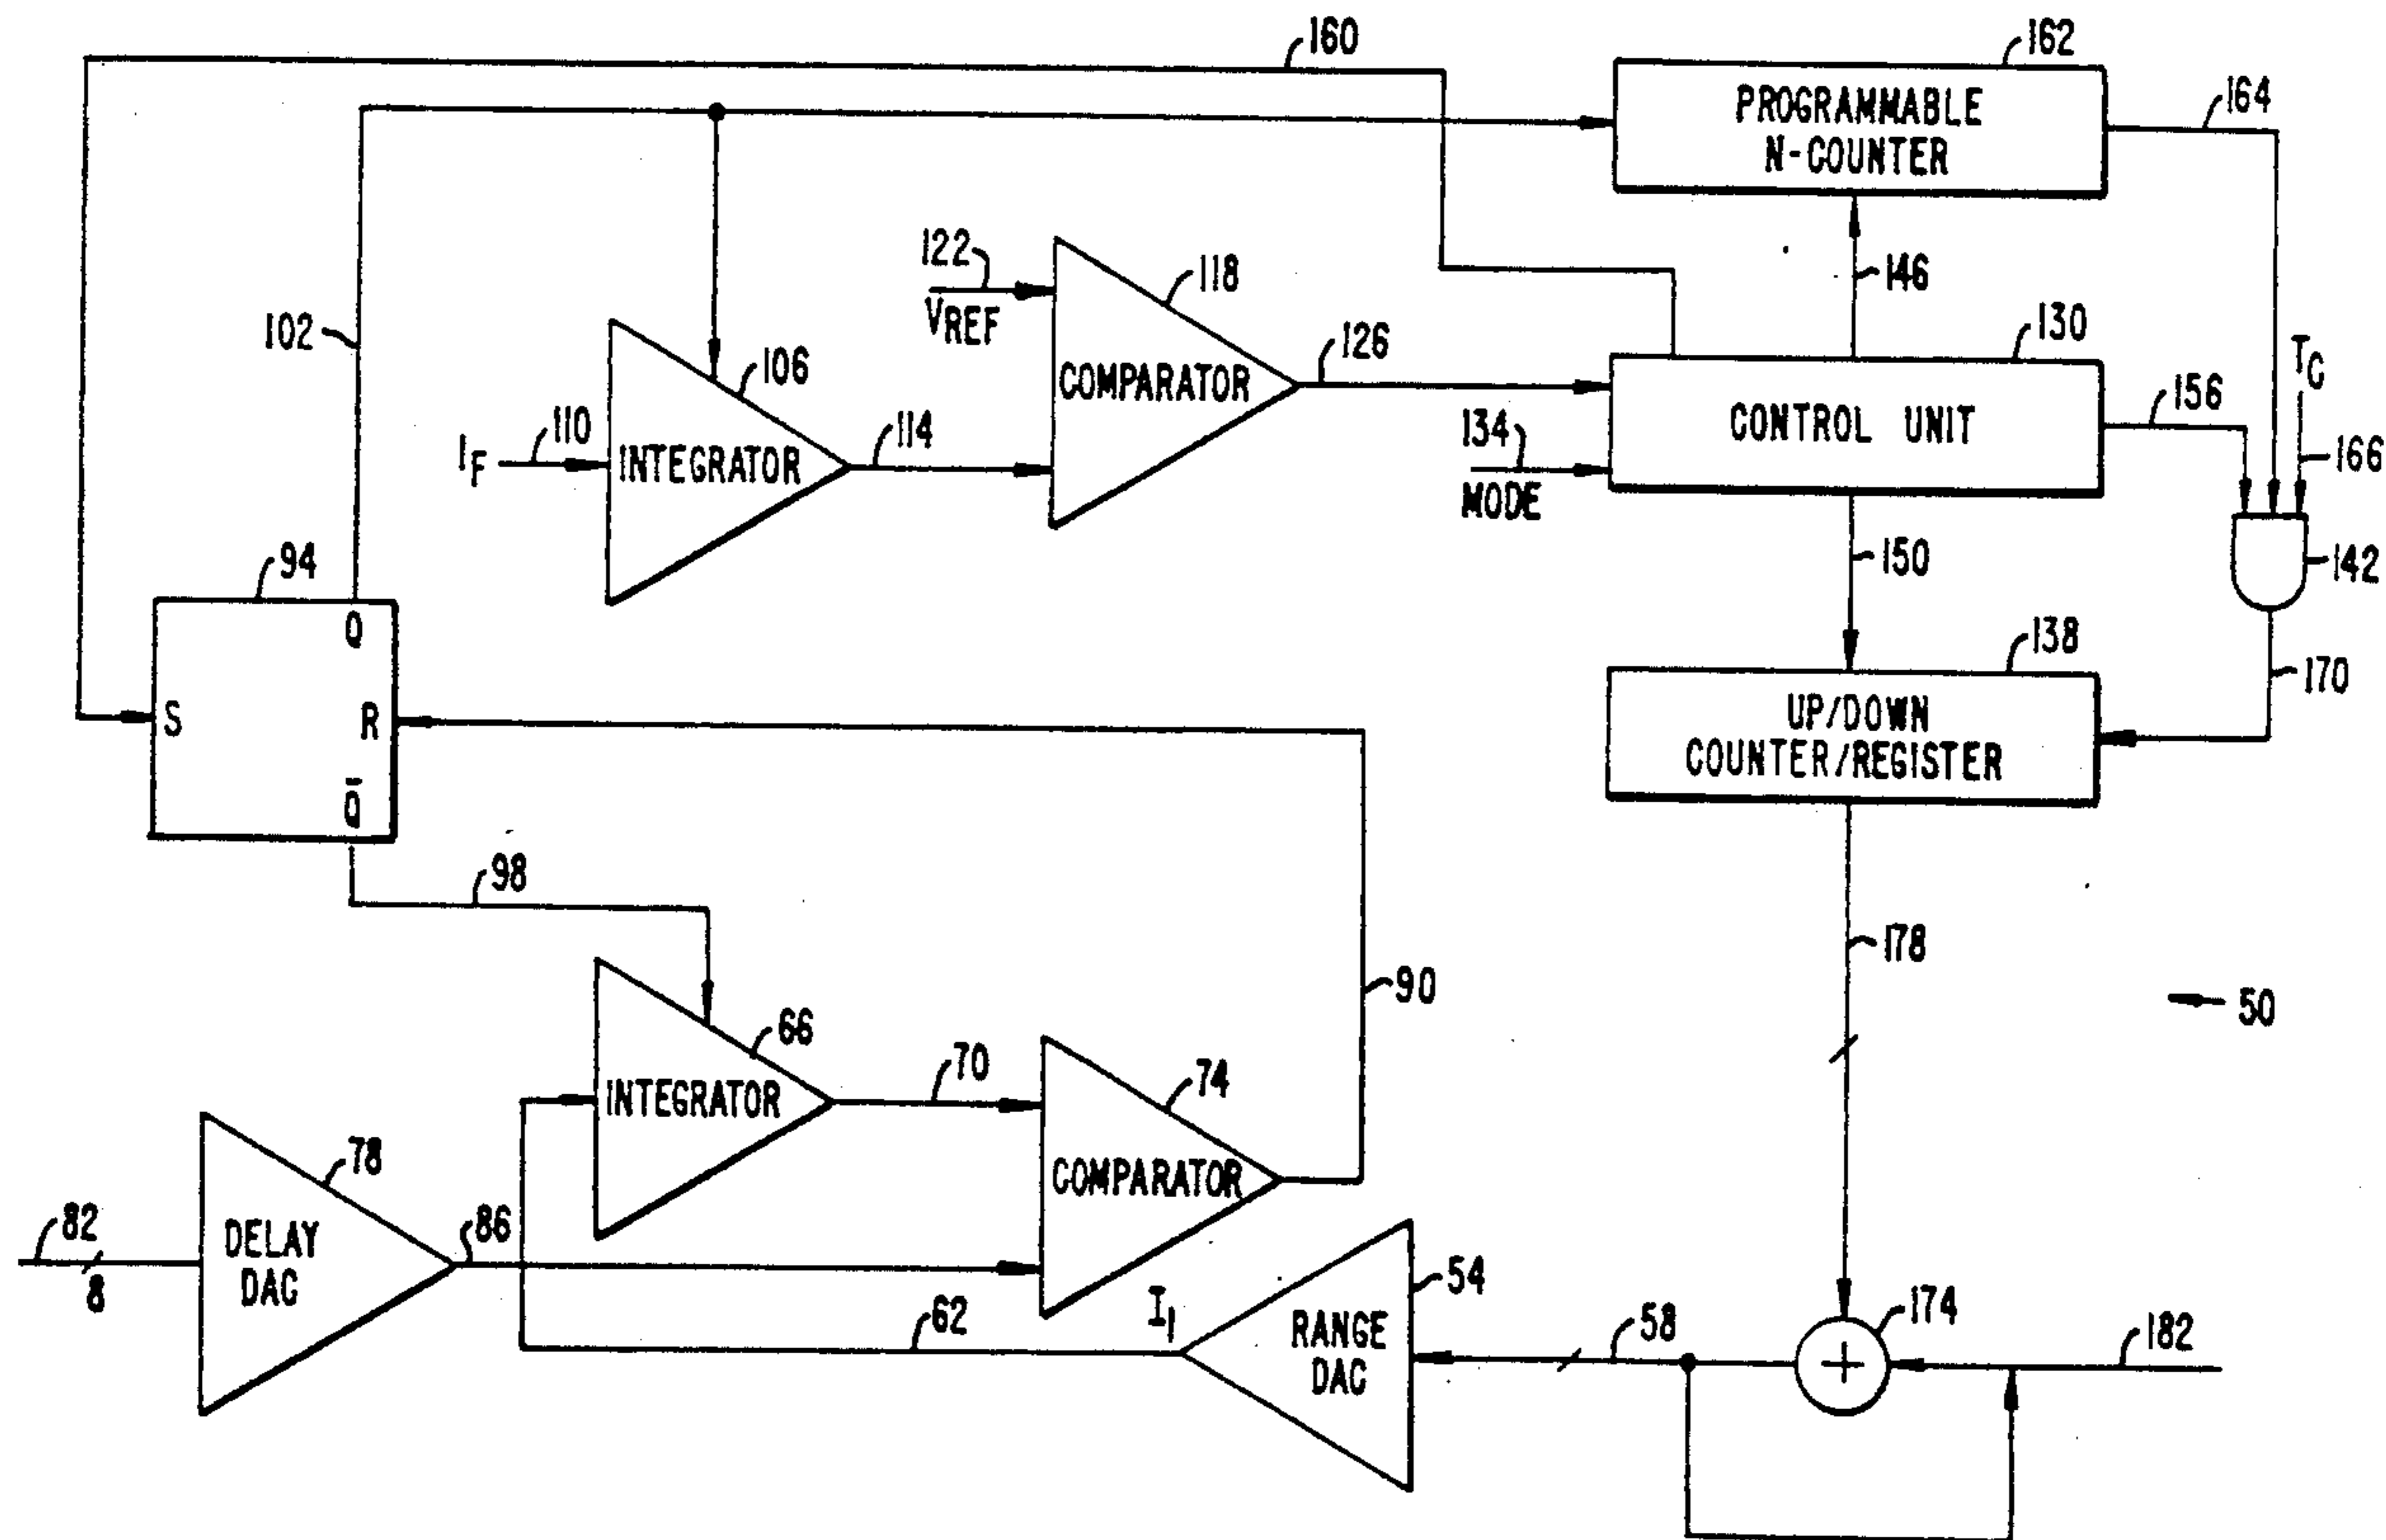 160
162
PROGRAMMABLE
N-COUNTER
164
122
VREF
118
COMPARATOR
146
130
102
106
126
TC
IF
110
INTEGRATOR
114
134
MODE
CONTROL UNIT
156
166
94
Q
150
142
S
R
Q̄
138
UP/DOWN
COUNTER/REGISTER
170
98
178
90
50
66
INTEGRATOR
70
74
COMPARATOR
78
82
8
DELAY
DAC
86
I1
54
RANGE
DAC
62
58
174
+
182